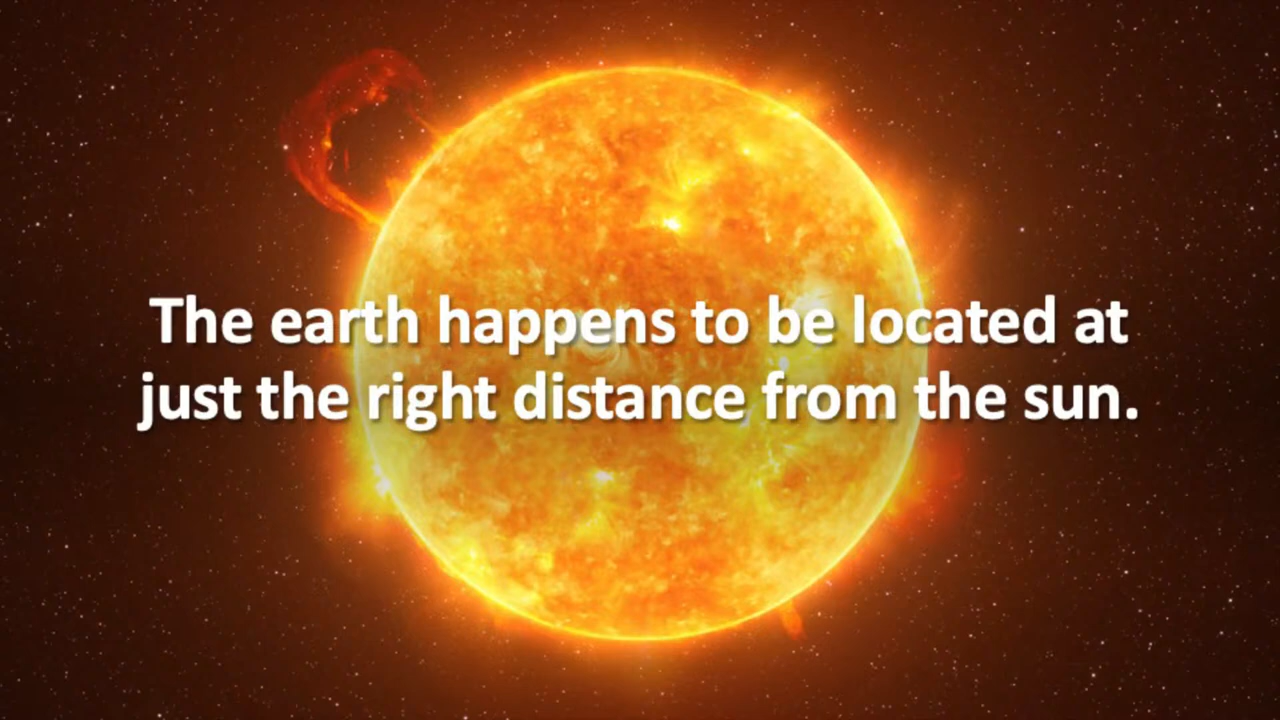 The earth happens to be located at
just the right distance from the sun.